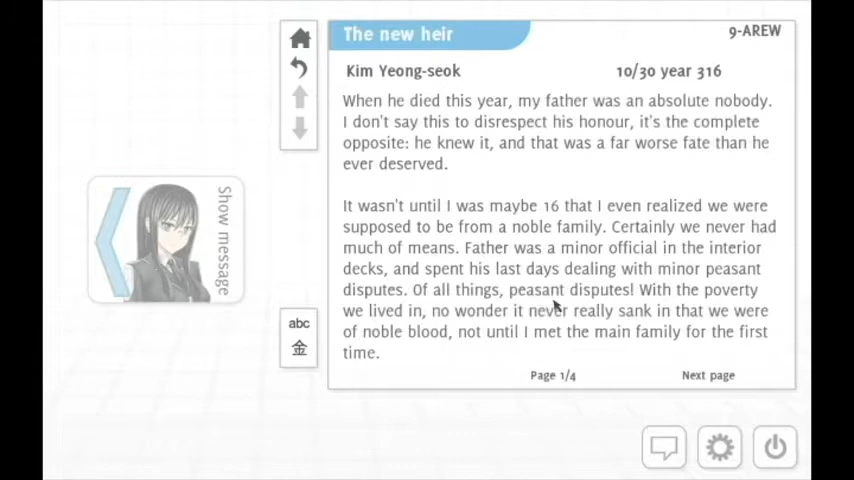 The new heir
9-AREW
Kim Yeong-seok
10/30 year 316
When he died this year, my father was an absolute nobody.
I don't say this to disrespect his honour, it's the complete
opposite: he knew it, and that was a far worse fate than he
ever deserved.
It wasn't until I was maybe 16 that I even realized we were
supposed to be from a noble family. Certainly we never had
much of means. Father was a minor official in the interior
decks, and spent his last days dealing with minor peasant
disputes. Of all things, peasant disputes! With the poverty
we lived in, no wonder it never really sank in that we were
of noble blood, not until I met the main family for the first
time.
Page 1/4
Next page
Show message
abc
金